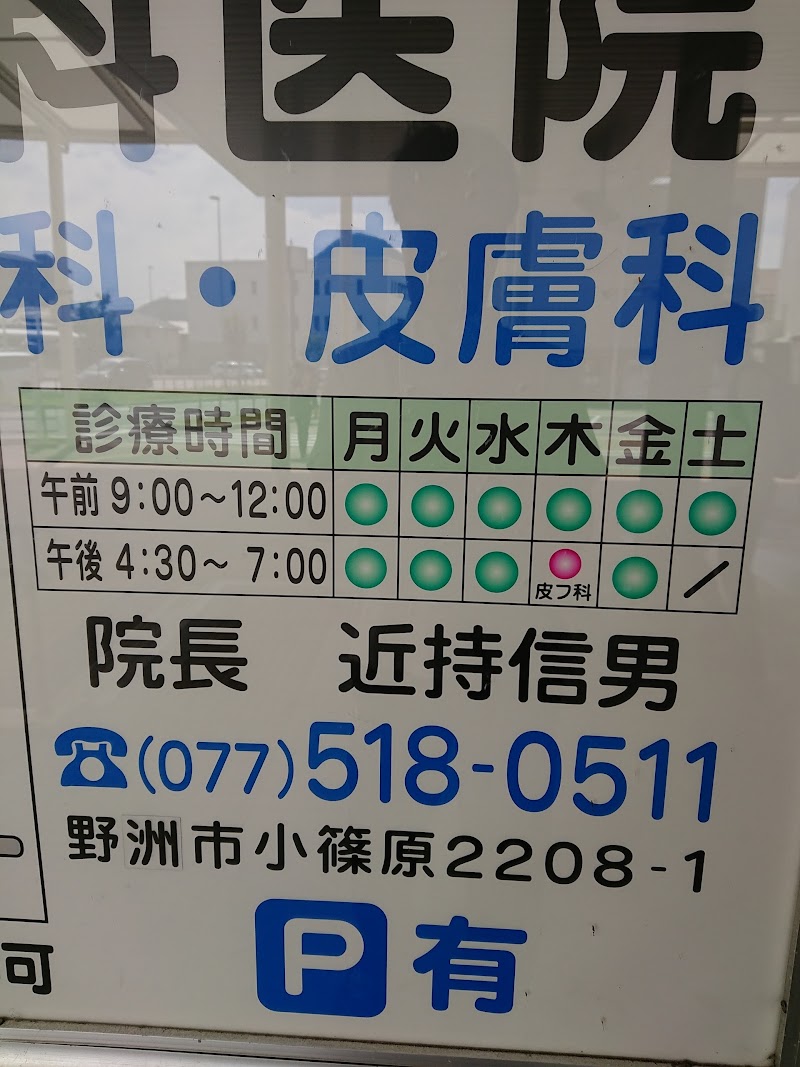 科医院
科・皮膚科
診療時間 月 火 水 木 金 土
午前 9:00〜12:00 ● ● ● ● ● ●
午後 4:30〜 7:00 ● ● ● ● 皮フ科 ● /
院長 近持信男
☎(077)518-0511
野洲市小篠原2208-1
P有
可